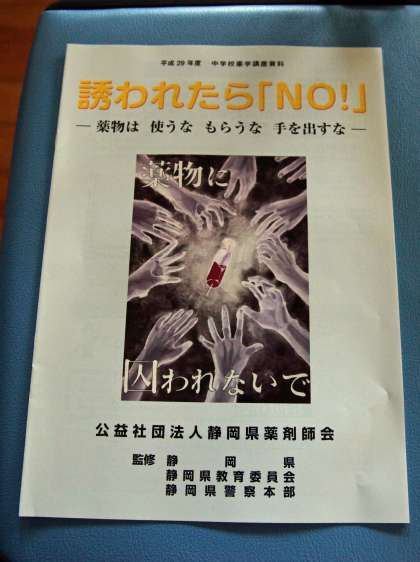 平成29年度 中学校薬学講座資料
誘われたら「NO!」
― 薬物は 使うな もらうな 手を出すな ―
薬物に
囚われないで
公益社団法人静岡県薬剤師会
監修 静岡県
静岡県教育委員会
静岡県警察本部